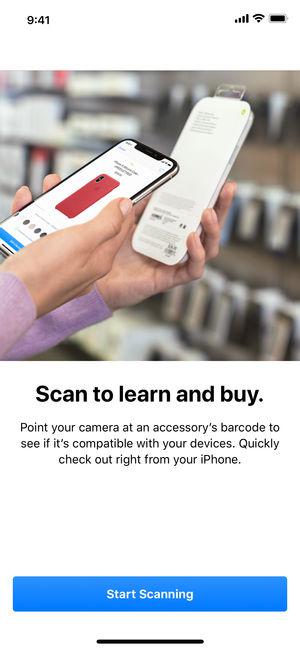 9:41
Scan to learn and buy.
Point your camera at an accessory's barcode to
see if it's compatible with your devices. Quickly
check out right from your iPhone.
Start Scanning